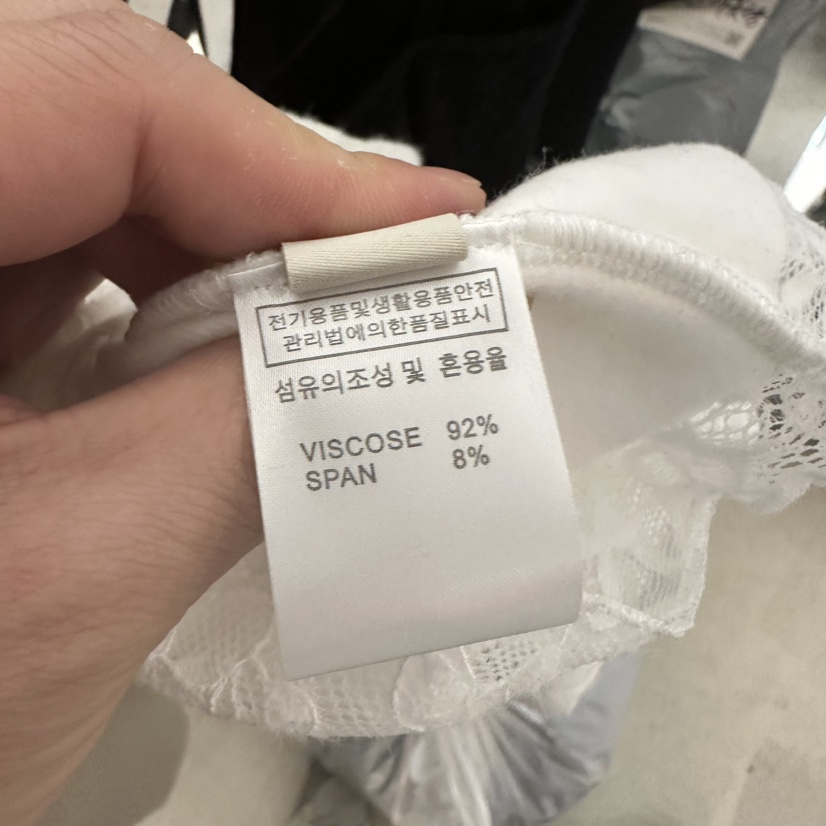 전기용품및생활용품안전
관리법에의한품질표시
섬유의조성 및 혼용율
VISCOSE 92%
SPAN 8%